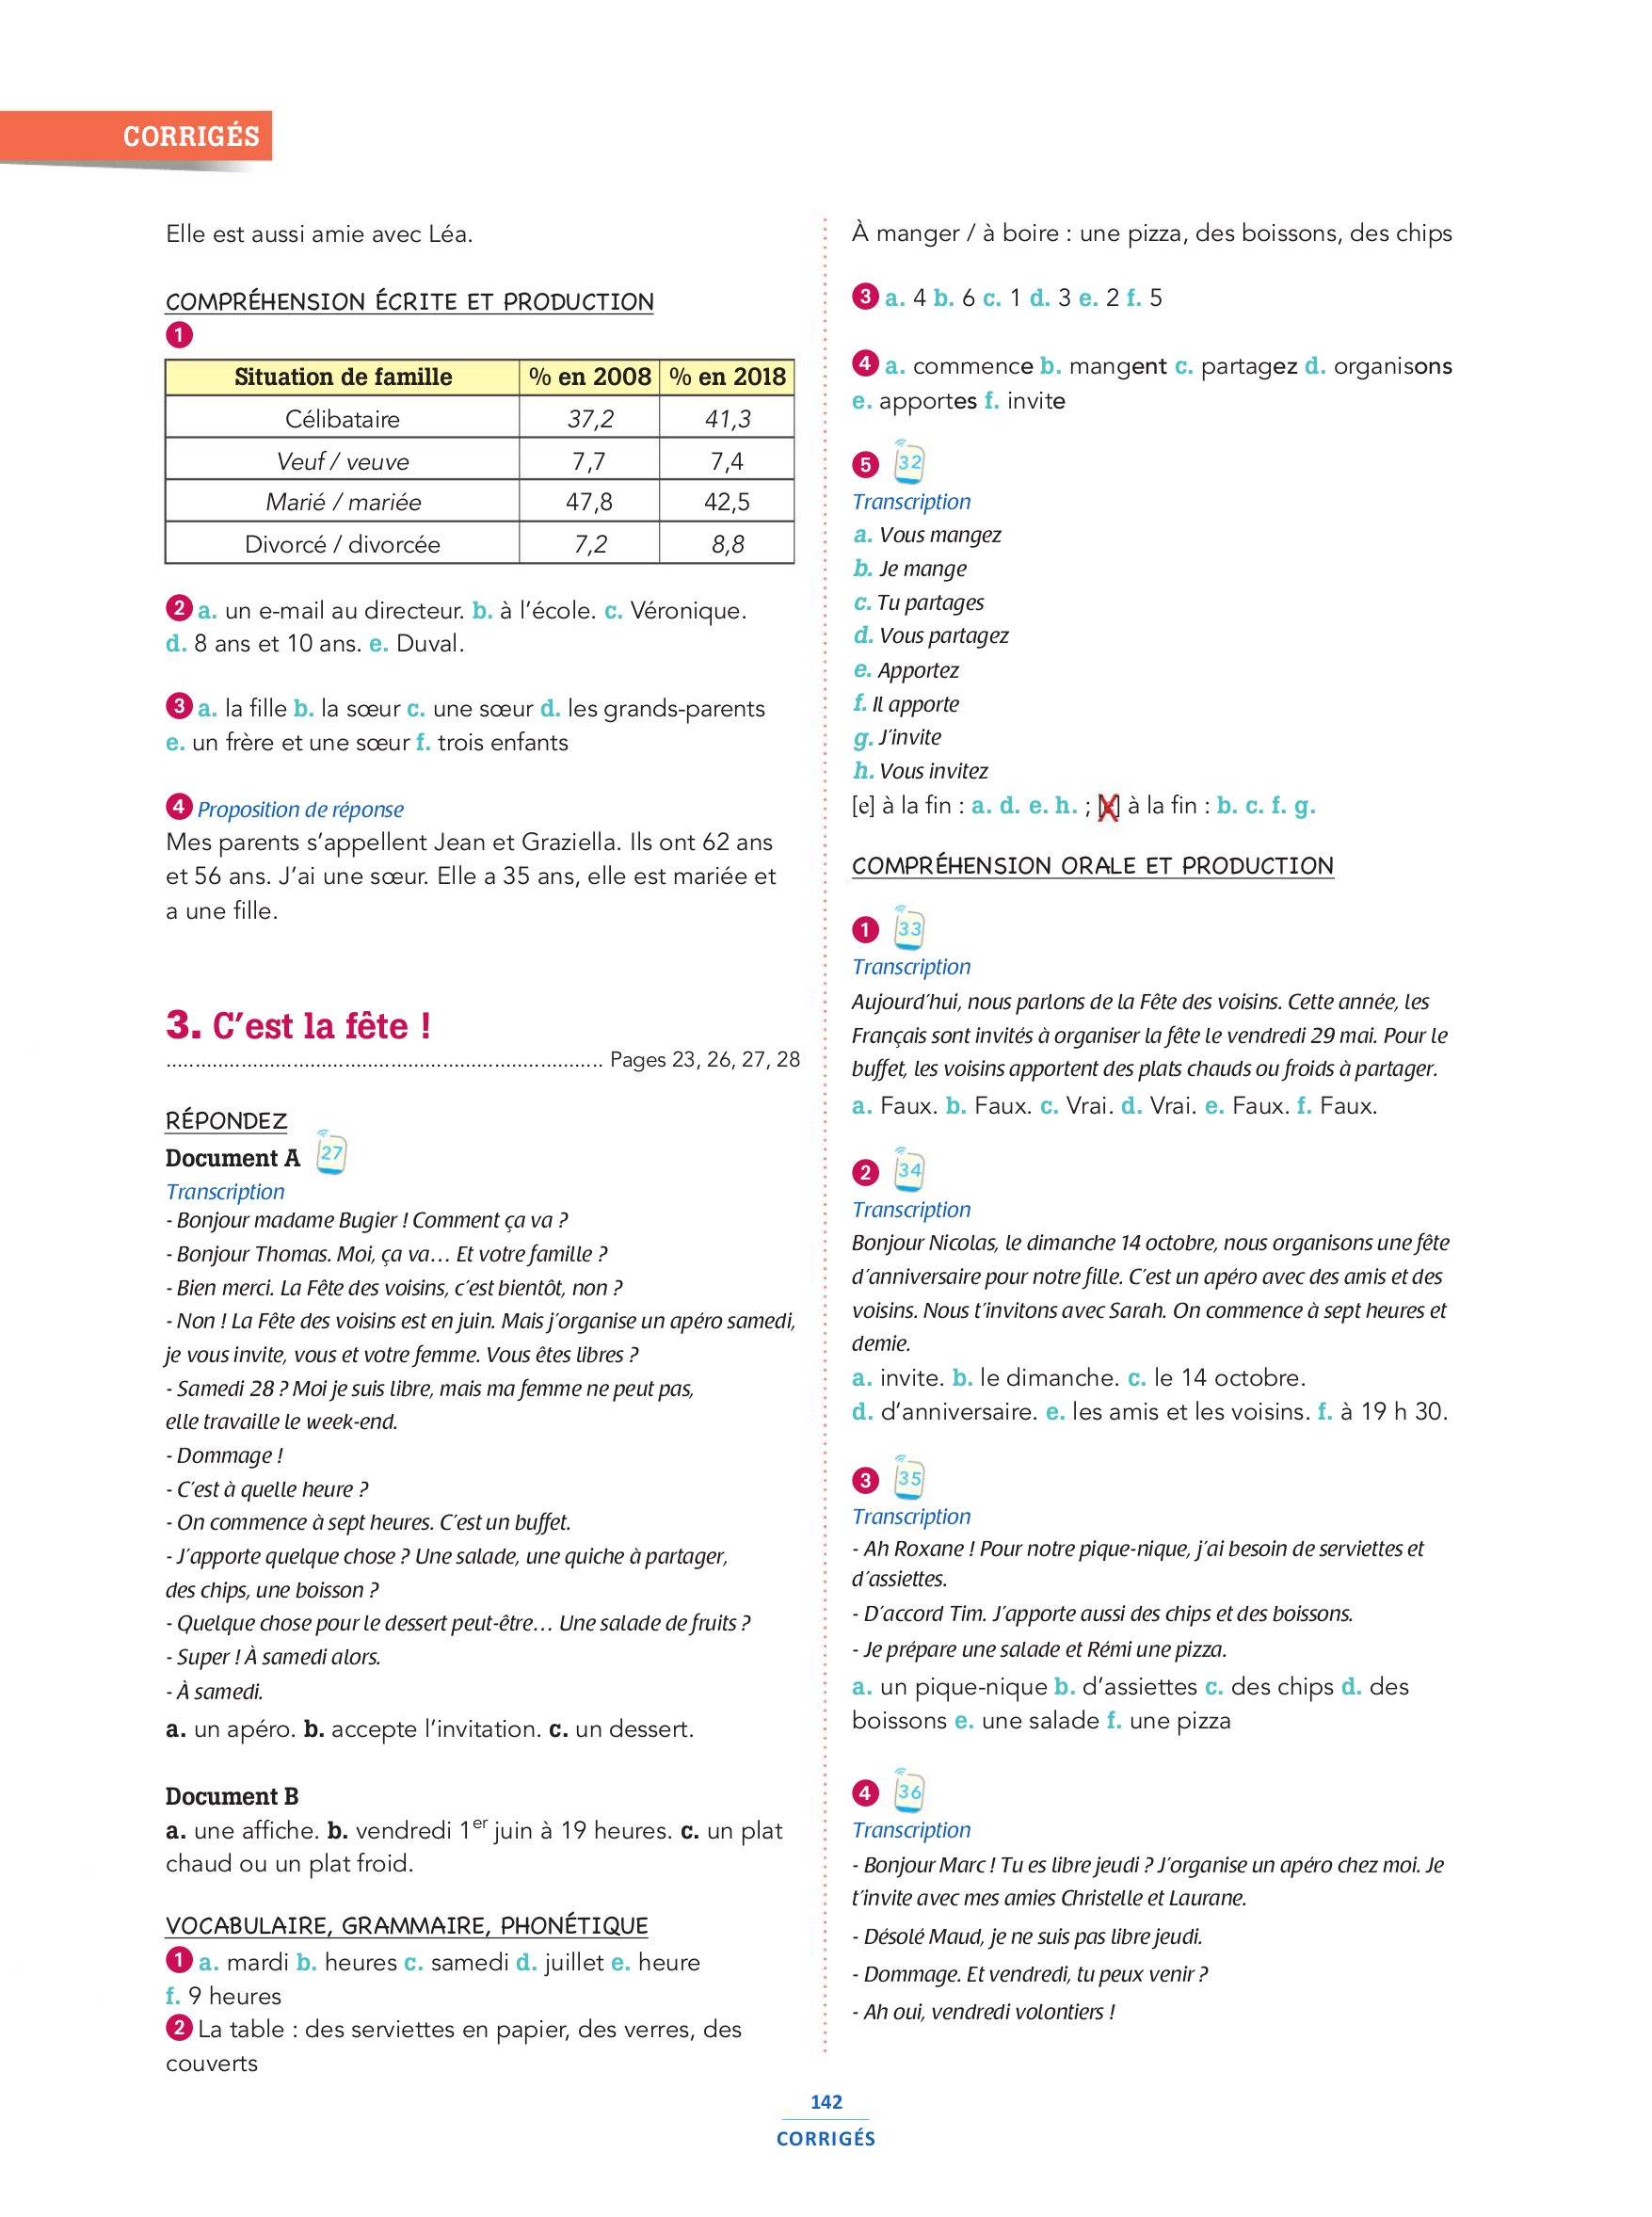 CORRIGÉS
Elle est aussi amie avec Léa.
COMPRÉHENSION ÉCRITE ET PRODUCTION
1
Situation de famille % en 2008 % en 2018
Célibataire 37,2 41,3
Veuf / veuve 7,7 7,4
Marié / mariée 47,8 42,5
Divorcé / divorcée 7,2 8,8
2 a. un e-mail au directeur. b. à l'école. c. Véronique.
d. 8 ans et 10 ans. e. Duval.
3 a. la fille b. la sœur c. une sœur d. les grands-parents
e. un frère et une sœur f. trois enfants
4 Proposition de réponse
Mes parents s'appellent Jean et Graziella. Ils ont 62 ans
et 56 ans. J'ai une sœur. Elle a 35 ans, elle est mariée et
a une fille.
3. C'est la fête !
........................................................................... Pages 23, 26, 27, 28
RÉPONDEZ
Document A 27
Transcription
- Bonjour madame Bugier ! Comment ça va ?
- Bonjour Thomas. Moi, ça va… Et votre famille ?
- Bien merci. La Fête des voisins, c'est bientôt, non ?
- Non ! La Fête des voisins est en juin. Mais j'organise un apéro samedi,
je vous invite, vous et votre femme. Vous êtes libres ?
- Samedi 28 ? Moi je suis libre, mais ma femme ne peut pas,
elle travaille le week-end.
- Dommage !
- C'est à quelle heure ?
- On commence à sept heures. C'est un buffet.
- J'apporte quelque chose ? Une salade, une quiche à partager,
des chips, une boisson ?
- Quelque chose pour le dessert peut-être… Une salade de fruits ?
- Super ! À samedi alors.
- À samedi.
a. un apéro. b. accepte l'invitation. c. un dessert.
Document B
a. une affiche. b. vendredi 1er juin à 19 heures. c. un plat
chaud ou un plat froid.
VOCABULAIRE, GRAMMAIRE, PHONÉTIQUE
1 a. mardi b. heures c. samedi d. juillet e. heure
f. 9 heures
2 La table : des serviettes en papier, des verres, des
couverts
À manger / à boire : une pizza, des boissons, des chips
3 a. 4 b. 6 c. 1 d. 3 e. 2 f. 5
4 a. commence b. mangent c. partagez d. organisons
e. apportes f. invite
5 32
Transcription
a. Vous mangez
b. Je mange
c. Tu partages
d. Vous partagez
e. Apportez
f. Il apporte
g. J'invite
h. Vous invitez
[e] à la fin : a. d. e. h. ; [ ] à la fin : b. c. f. g.
COMPRÉHENSION ORALE ET PRODUCTION
1 33
Transcription
Aujourd'hui, nous parlons de la Fête des voisins. Cette année, les
Français sont invités à organiser la fête le vendredi 29 mai. Pour le
buffet, les voisins apportent des plats chauds ou froids à partager.
a. Faux. b. Faux. c. Vrai. d. Vrai. e. Faux. f. Faux.
2 34
Transcription
Bonjour Nicolas, le dimanche 14 octobre, nous organisons une fête
d'anniversaire pour notre fille. C'est un apéro avec des amis et des
voisins. Nous t'invitons avec Sarah. On commence à sept heures et
demie.
a. invite. b. le dimanche. c. le 14 octobre.
d. d'anniversaire. e. les amis et les voisins. f. à 19 h 30.
3 35
Transcription
- Ah Roxane ! Pour notre pique-nique, j'ai besoin de serviettes et
d'assiettes.
- D'accord Tim. J'apporte aussi des chips et des boissons.
- Je prépare une salade et Rémi une pizza.
a. un pique-nique b. d'assiettes c. des chips d. des
boissons e. une salade f. une pizza
4 36
Transcription
- Bonjour Marc ! Tu es libre jeudi ? J'organise un apéro chez moi. Je
t'invite avec mes amies Christelle et Laurane.
- Désolé Maud, je ne suis pas libre jeudi.
- Dommage. Et vendredi, tu peux venir ?
- Ah oui, vendredi volontiers !
142
CORRIGÉS